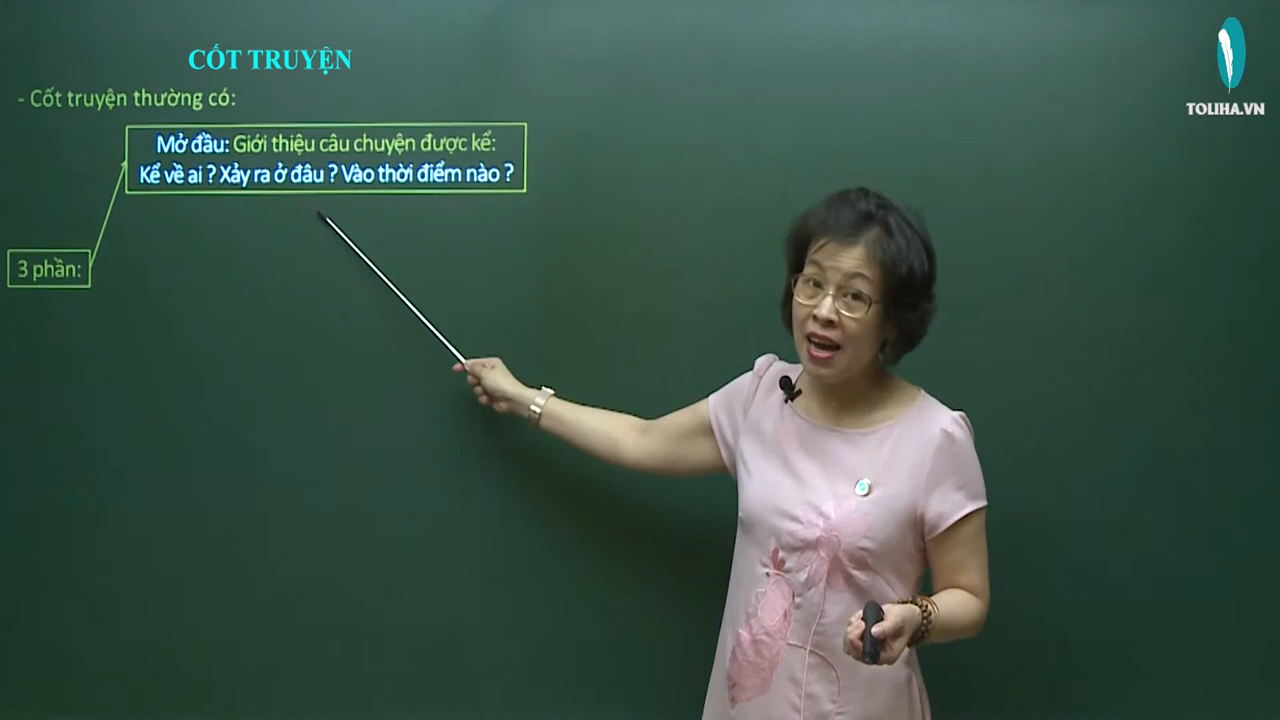 CỐT TRUYỆN
TOLIHA.VN
- Cốt truyện thường có:
Mở đầu: Giới thiệu câu chuyện được kể:
Kể về ai ? Xảy ra ở đâu ? Vào thời điểm nào ?
3 phần: